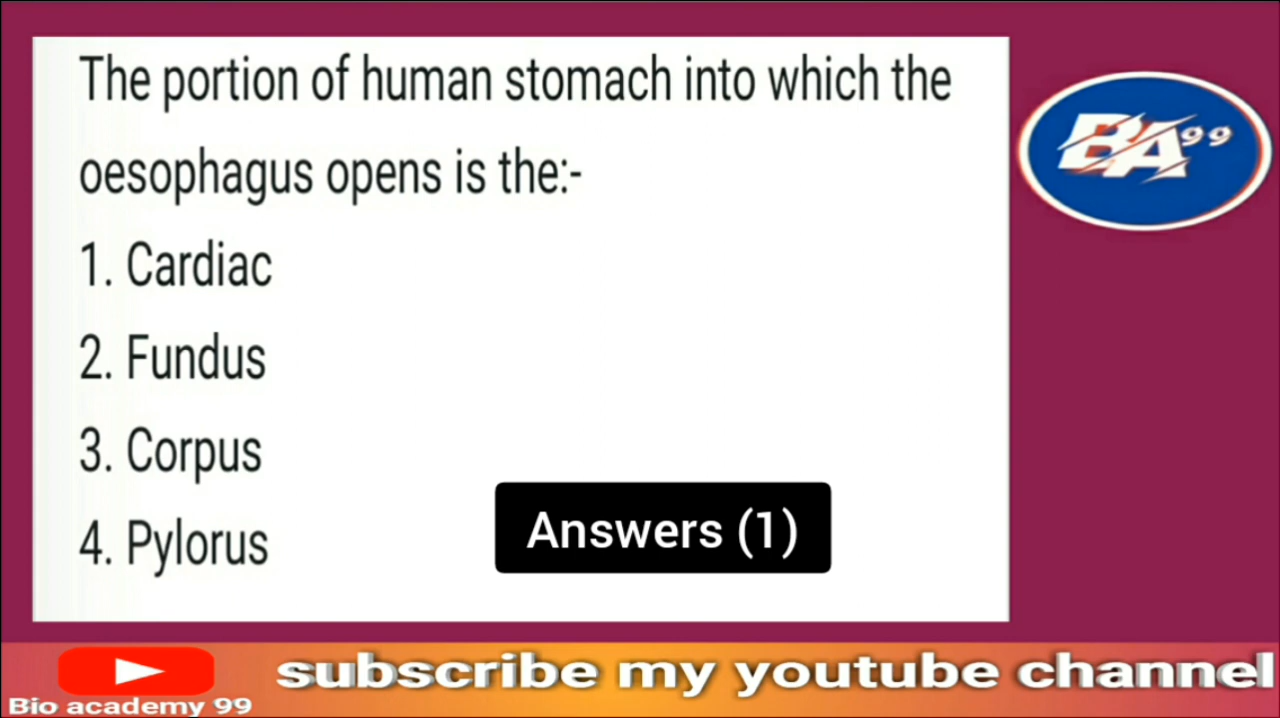 The portion of human stomach into which the
oesophagus opens is the:-
1. Cardiac
2. Fundus
3. Corpus
4. Pylorus
Answers (1)
BA99
subscribe my youtube channel
Bio academy 99